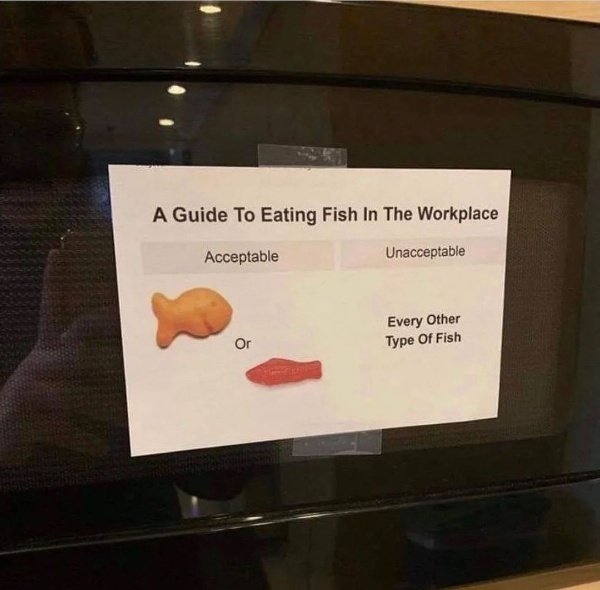 A Guide To Eating Fish In The Workplace
Acceptable
Unacceptable
Or
Every Other
Type Of Fish